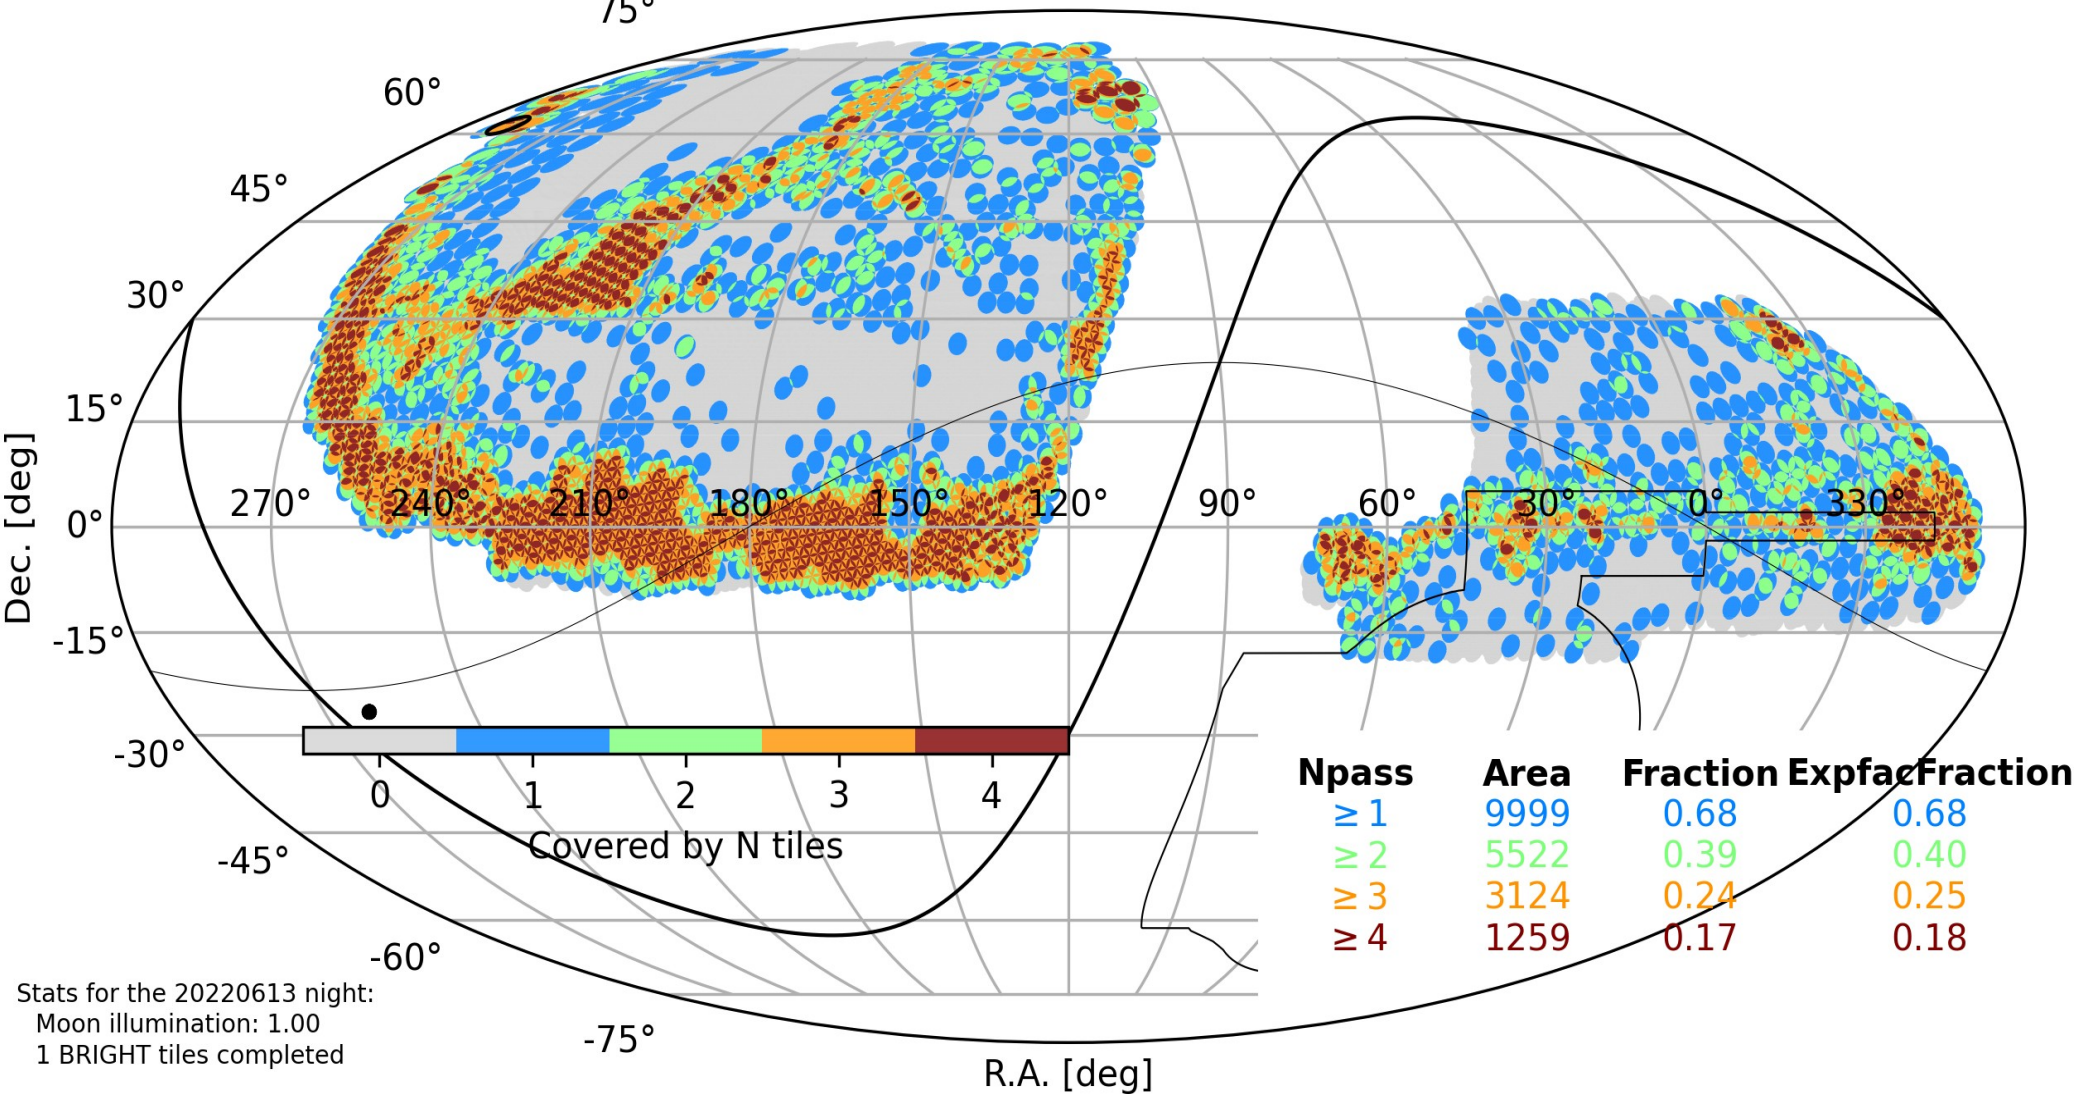 75°
60°
45°
30°
15°
270° 240° 210° 180° 150° 120° 90° 60° 30° 0° 330°
0°
-15°
-30°
-45°
-60°
-75°
Dec. [deg]
R.A. [deg]
0 1 2 3 4
Covered by N tiles
Npass Area Fraction ExpfacFraction
≥ 1 9999 0.68 0.68
≥ 2 5522 0.39 0.40
≥ 3 3124 0.24 0.25
≥ 4 1259 0.17 0.18
Stats for the 20220613 night:
Moon illumination: 1.00
1 BRIGHT tiles completed